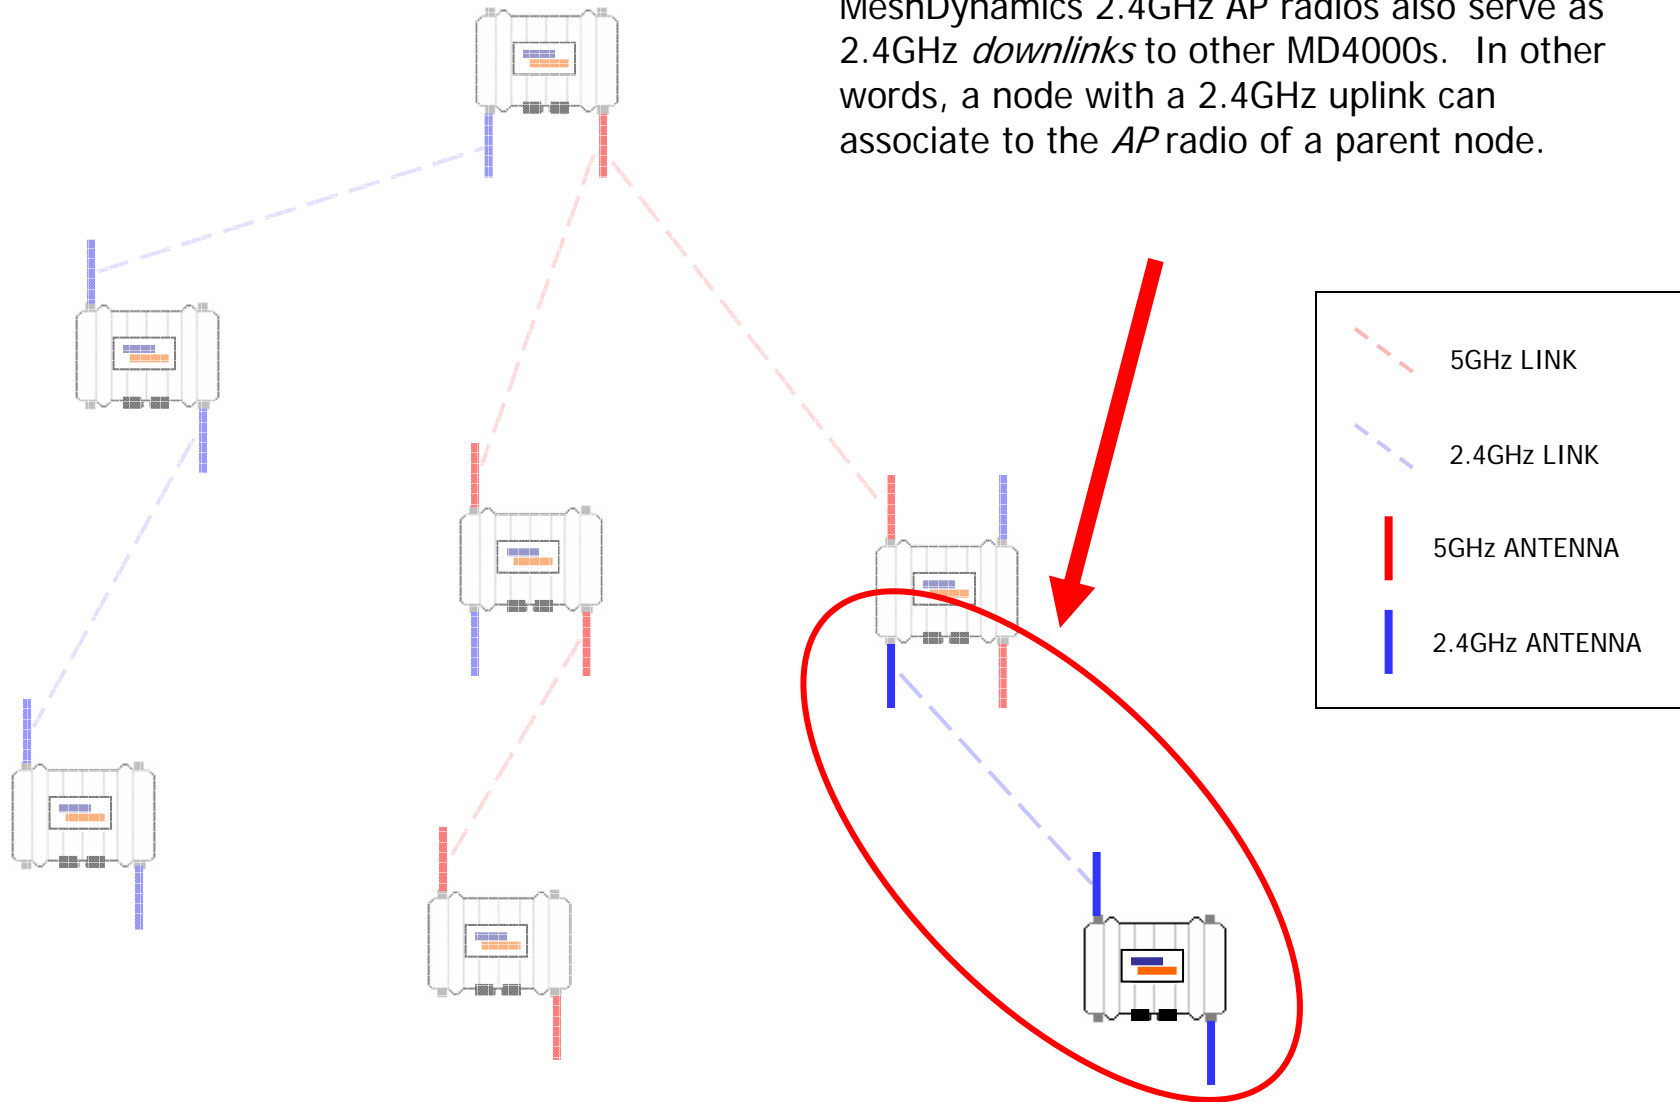 MeshDynamics 2.4GHz AP radios also serve as
2.4GHz downlinks to other MD4000s. In other
words, a node with a 2.4GHz uplink can
associate to the AP radio of a parent node.
5GHz LINK
2.4GHz LINK
5GHz ANTENNA
2.4GHz ANTENNA